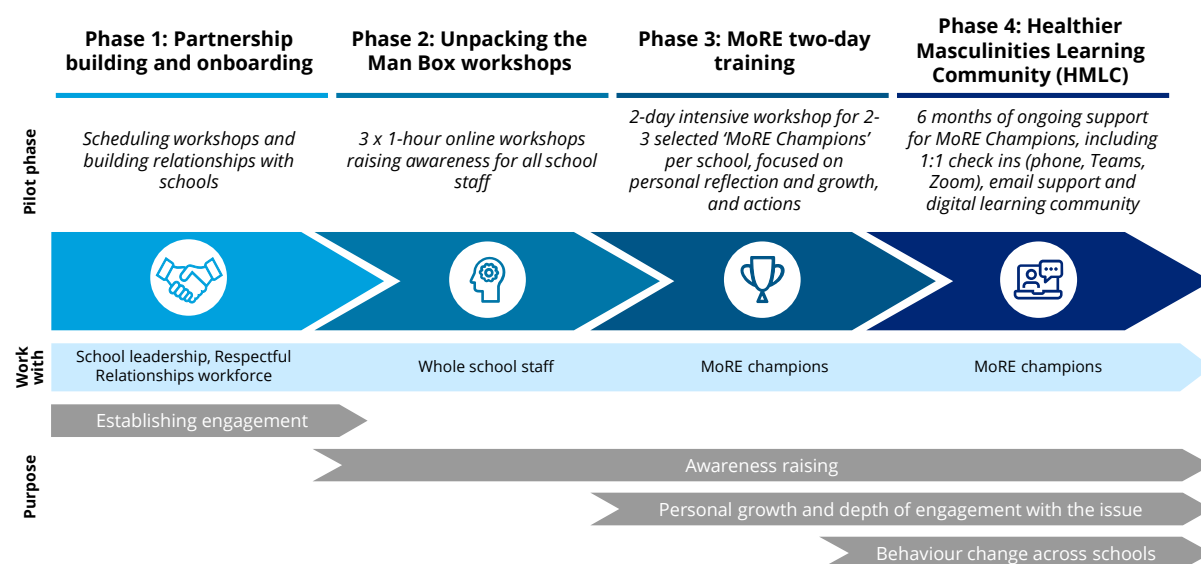 Phase 1: Partnership
building and onboarding
Phase 2: Unpacking the
Man Box workshops
Phase 3: MoRE two-day
training
Phase 4: Healthier
Masculinities Learning
Community (HMLC)
Pilot phase
Scheduling workshops and
building relationships with
schools
3 x 1-hour online workshops
raising awareness for all school
staff
2-day intensive workshop for 2-
3 selected ‘MoRE Champions’
per school, focused on
personal reflection and growth,
and actions
6 months of ongoing support
for MoRE Champions, including
1:1 check ins (phone, Teams,
Zoom), email support and
digital learning community
Work
with
School leadership, Respectful
Relationships workforce
Whole school staff
MoRE champions
MoRE champions
Purpose
Establishing engagement
Awareness raising
Personal growth and depth of engagement with the issue
Behaviour change across schools